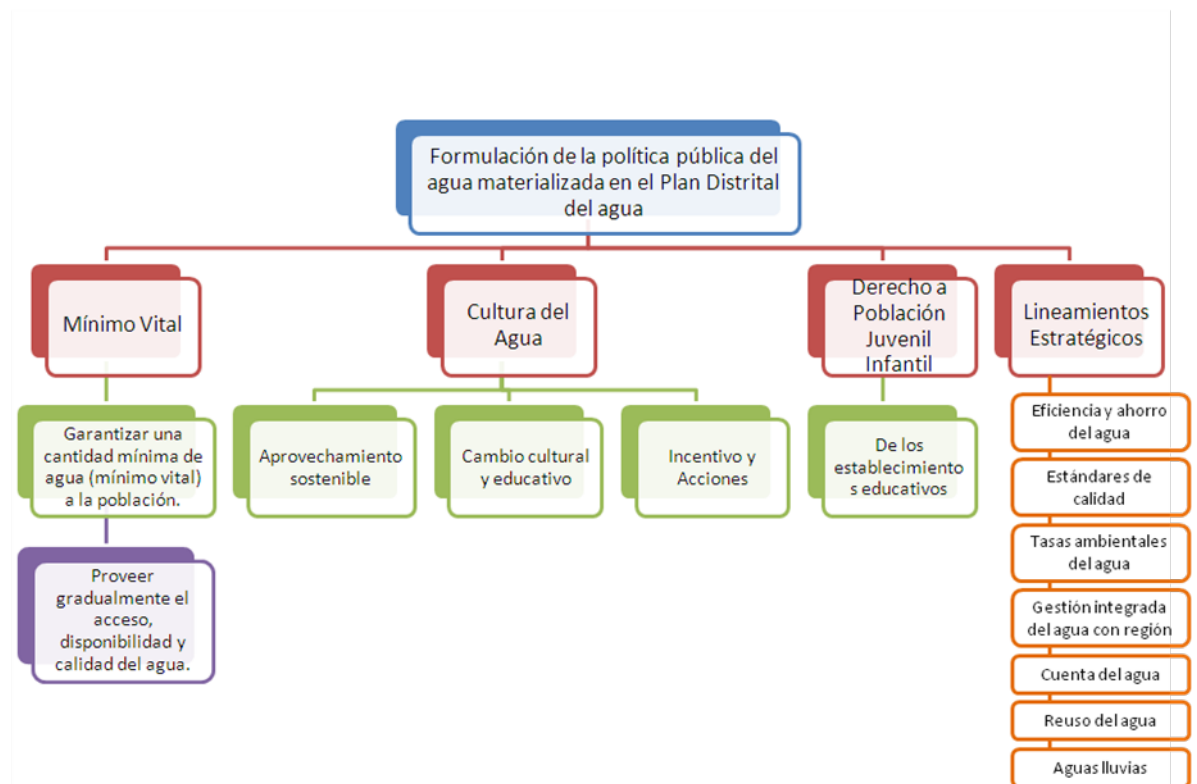 Formulación de la política pública del
agua materializada en el Plan Distrital
del agua
Mínimo Vital
Cultura del
Agua
Derecho a
Población
Juvenil
Infantil
Lineamientos
Estratégicos
Garantizar una
cantidad mínima de
agua (mínimo vital)
a la población.
Aprovechamiento
sostenible
Cambio cultural
y educativo
Incentivo y
Acciones
De los
establecimiento
s educativos
Proveer
gradualmente el
acceso,
disponibilidad y
calidad del agua.
Eficiencia y ahorro
del agua
Estándares de
calidad
Tasas ambientales
del agua
Gestión integrada
del agua con región
Cuenta del agua
Reuso del agua
Aguas lluvias